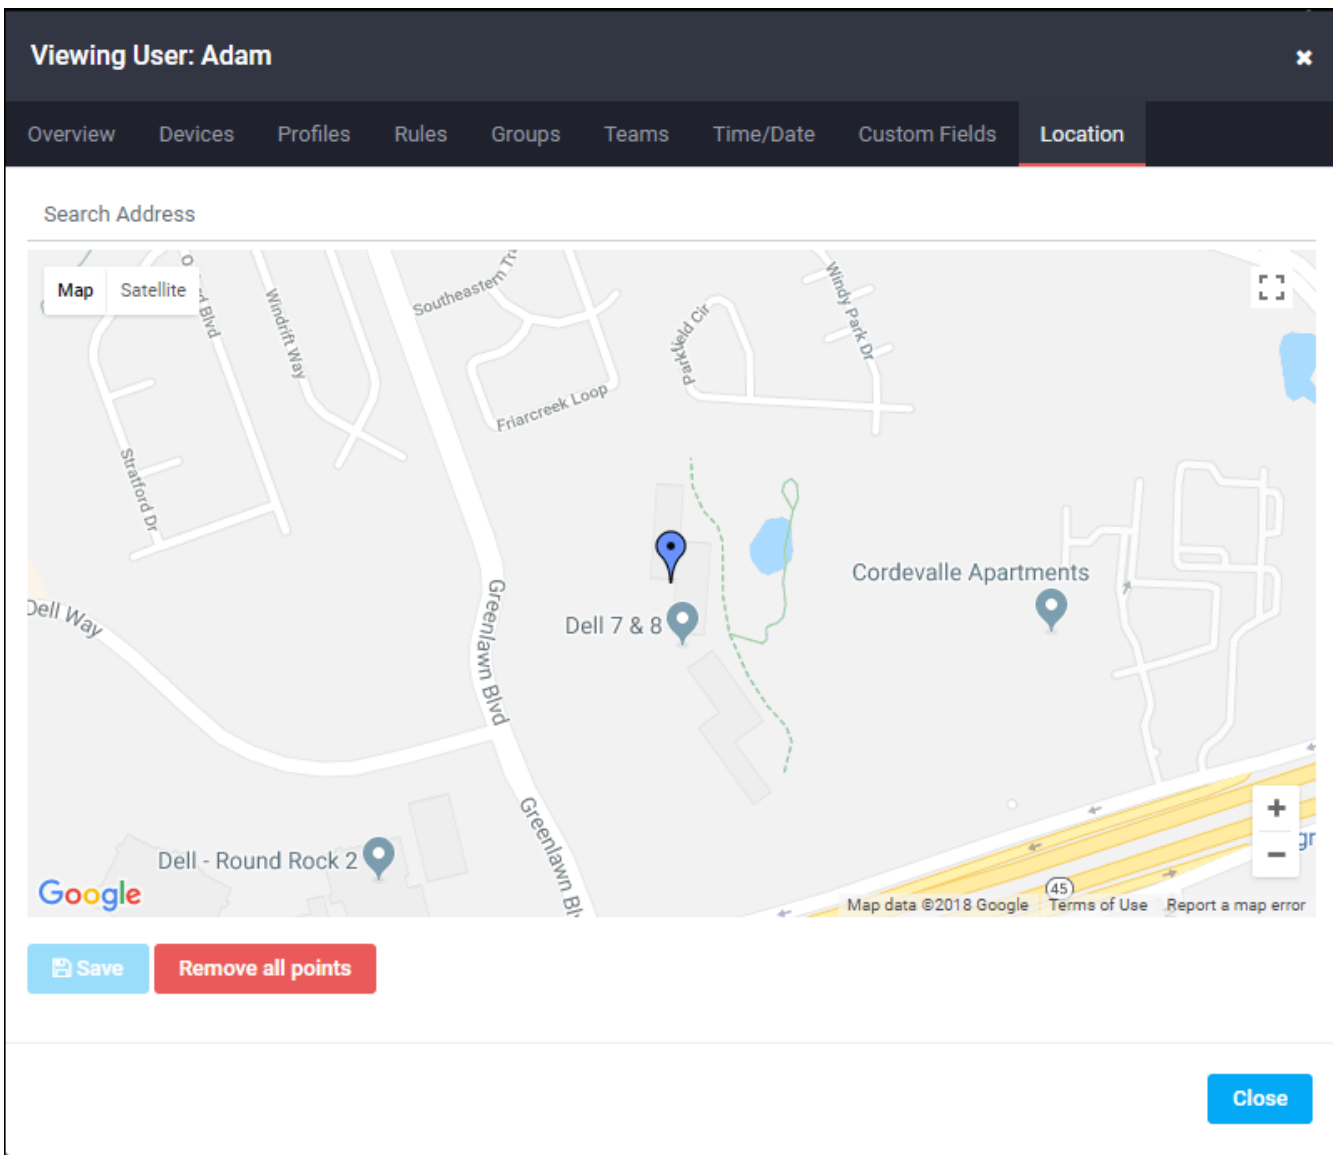 Viewing User: Adam
Overview Devices Profiles Rules Groups Teams Time/Date Custom Fields Location
Search Address
Map Satellite
Blvd
Windrift Way
Southeastern
Windy Park Dr
Parkfield Cir
Friarcreek Loop
Stratford Dr
Dell Way
Greenlawn Blvd
Cordevalle Apartments
Dell 7 & 8
Greenlawn
Dell - Round Rock 2
Google
45
Map data ©2018 Google Terms of Use Report a map error
Save Remove all points
Close